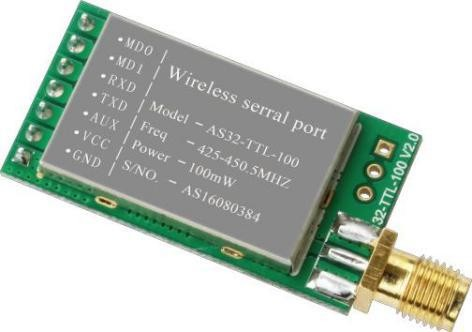 •MD0
•MD1
•RXD
•TXD
•AUX
•VCC
•GND
Wireless serral port
Model – AS32-TTL-100
Freq – 425-450.5MHZ
Power – 100mW
S/NO. – AS16080384
32-TTL-100 V2.0